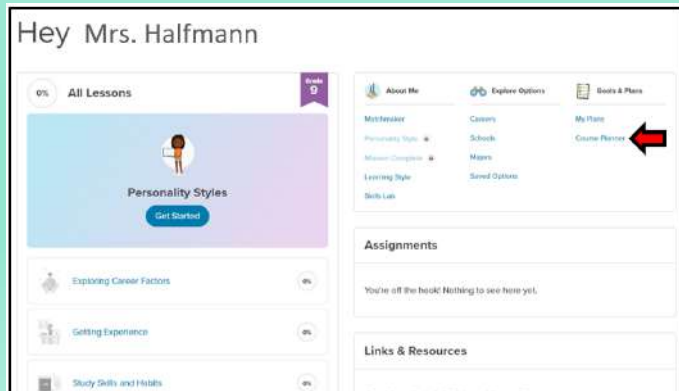 Hey Mrs. Halfmann
0%
All Lessons
Grade
9
Personality Styles
Get Started
Exploring Career Factors
0%
Getting Experience
0%
Study Skills and Habits
0%
About Me
Matchmaker
Personality Style
Mission Complete
Learning Style
Skills Lab
Explore Options
Careers
Schools
Majors
Saved Options
Goals & Plans
My Plans
Course Planner
Assignments
You're off the hook! Nothing to see here yet.
Links & Resources